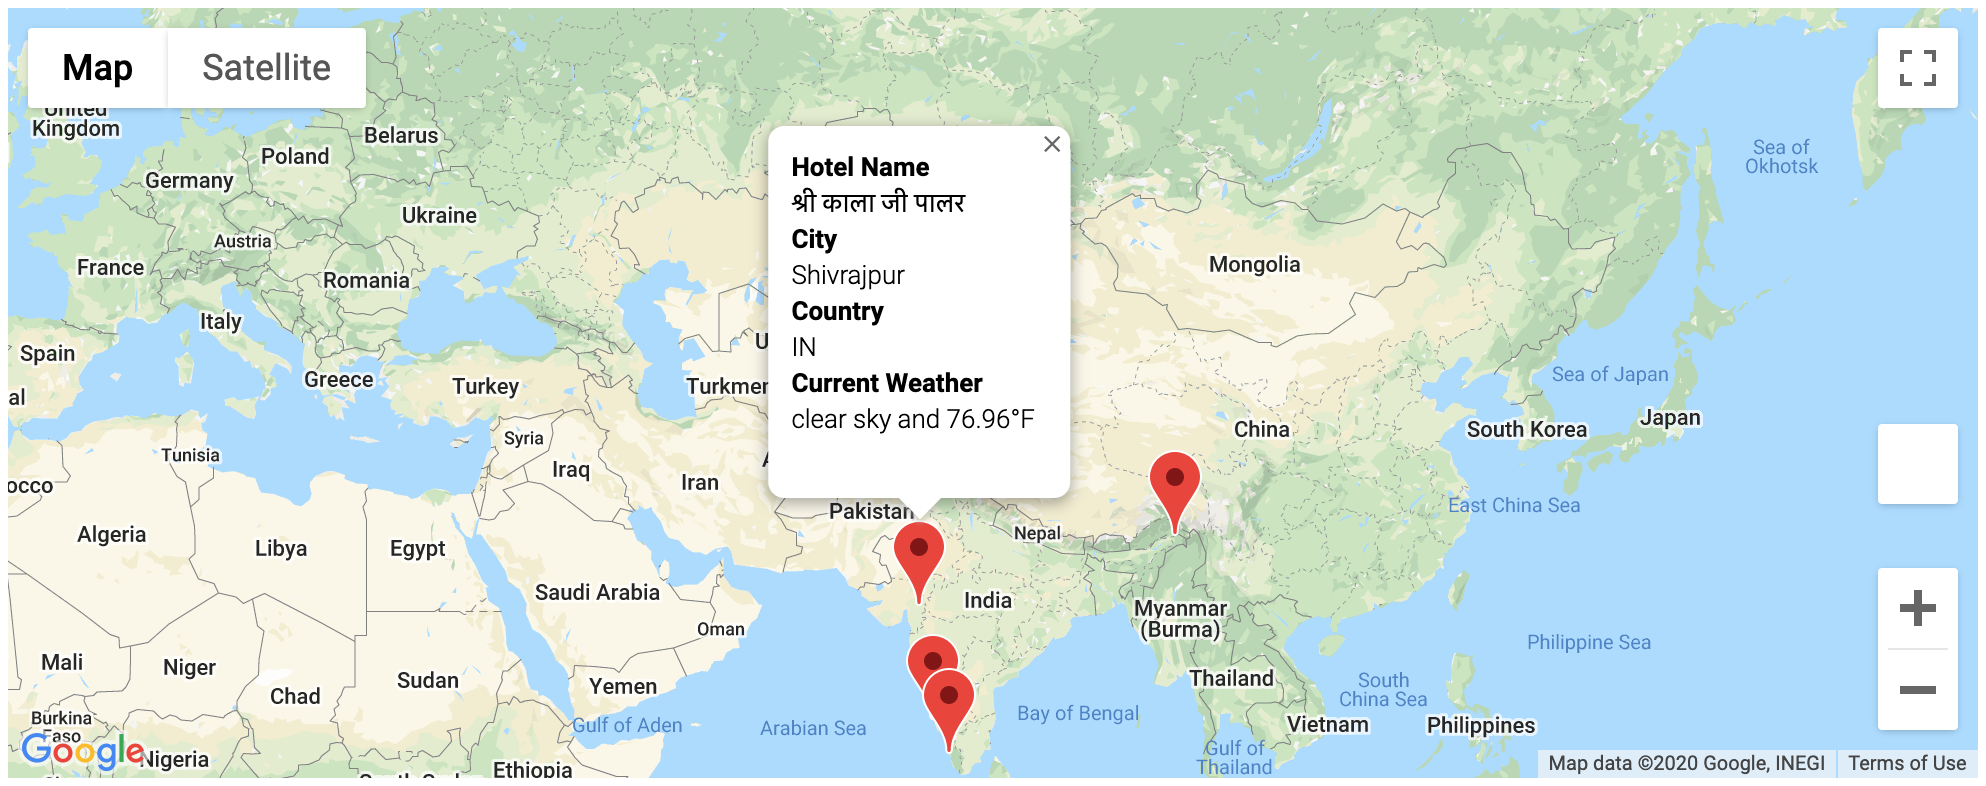 Map
Satellite
United
Kingdom
Belarus
Poland
Germany
Ukraine
Austria
France
Romania
Italy
Spain
Greece
Turkey
al
Turkmen
U
Syria
Tunisia
Iraq
Iran
occo
Pakistan
Algeria
Libya
Egypt
Saudi Arabia
Oman
Mali
Niger
Chad
Sudan
Yemen
Burkina
Faso
Gulf of Aden
Google
Nigeria
Ethiopia
Hotel Name
श्री काला जी पालर
City
Shivrajpur
Country
IN
Current Weather
clear sky and 76.96°F
Mongolia
Sea of
Okhotsk
Sea of Japan
Japan
South Korea
China
East China Sea
Nepal
India
Myanmar
(Burma)
Philippine Sea
Thailand
South
China Sea
Arabian Sea
Bay of Bengal
Vietnam
Philippines
Gulf of
Thailand
Map data ©2020 Google, INEGI
Terms of Use